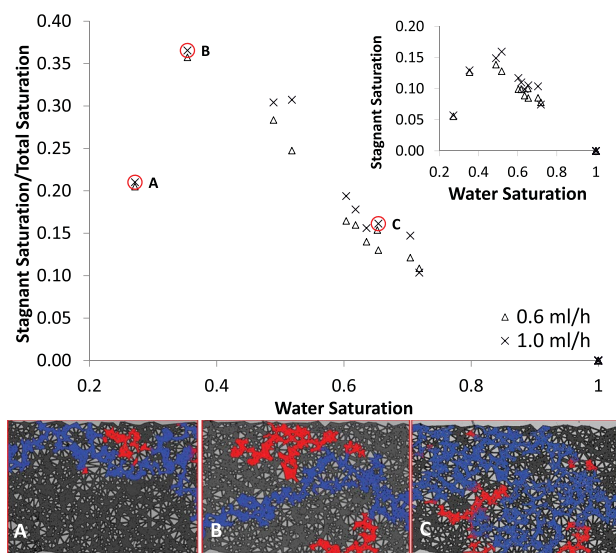 Stagnant Saturation/Total Saturation
0.40
0.35
0.30
0.25
0.20
0.15
0.10
0.05
0.00
0.2
0.4
0.6
0.8
1
Water Saturation
B
A
C
Stagnant Saturation
0.20
0.15
0.10
0.05
0.00
0.2
0.4
0.6
0.8
1
Water Saturation
0.6 ml/h
1.0 ml/h
A
B
C